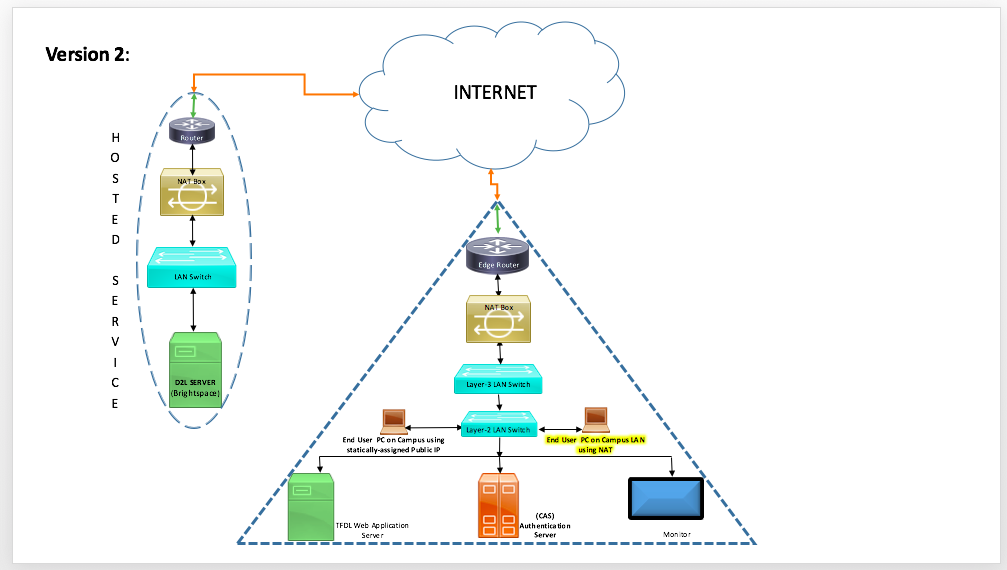 Version 2:
INTERNET
HOSTED SERVICE
Router
NAT Box
LAN Switch
D2L SERVER
(Brightspace)
Edge Router
NAT Box
Layer-3 LAN Switch
Layer-2 LAN Switch
End User PC on Campus using
statically-assigned Public IP
End User PC on Campus LAN
using NAT
TFDL Web Application
Server
(CAS)
Authentication
Server
Monitor